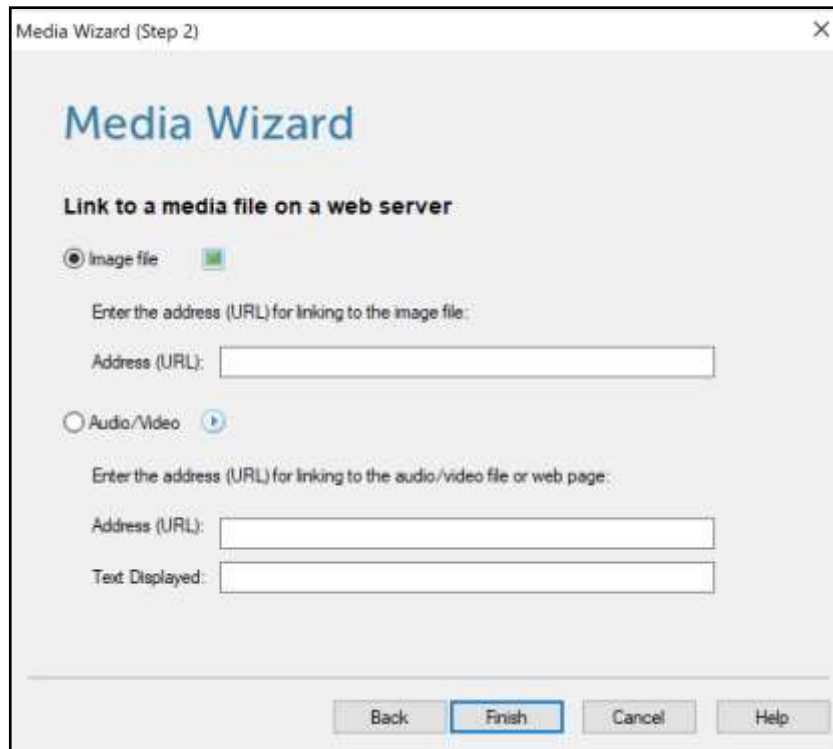 Media Wizard (Step 2)
Media Wizard
Link to a media file on a web server
Image file
Enter the address (URL) for linking to the image file:
Address (URL):
Audio/Video
Enter the address (URL) for linking to the audio/video file or web page:
Address (URL):
Text Displayed:
Back Finish Cancel Help